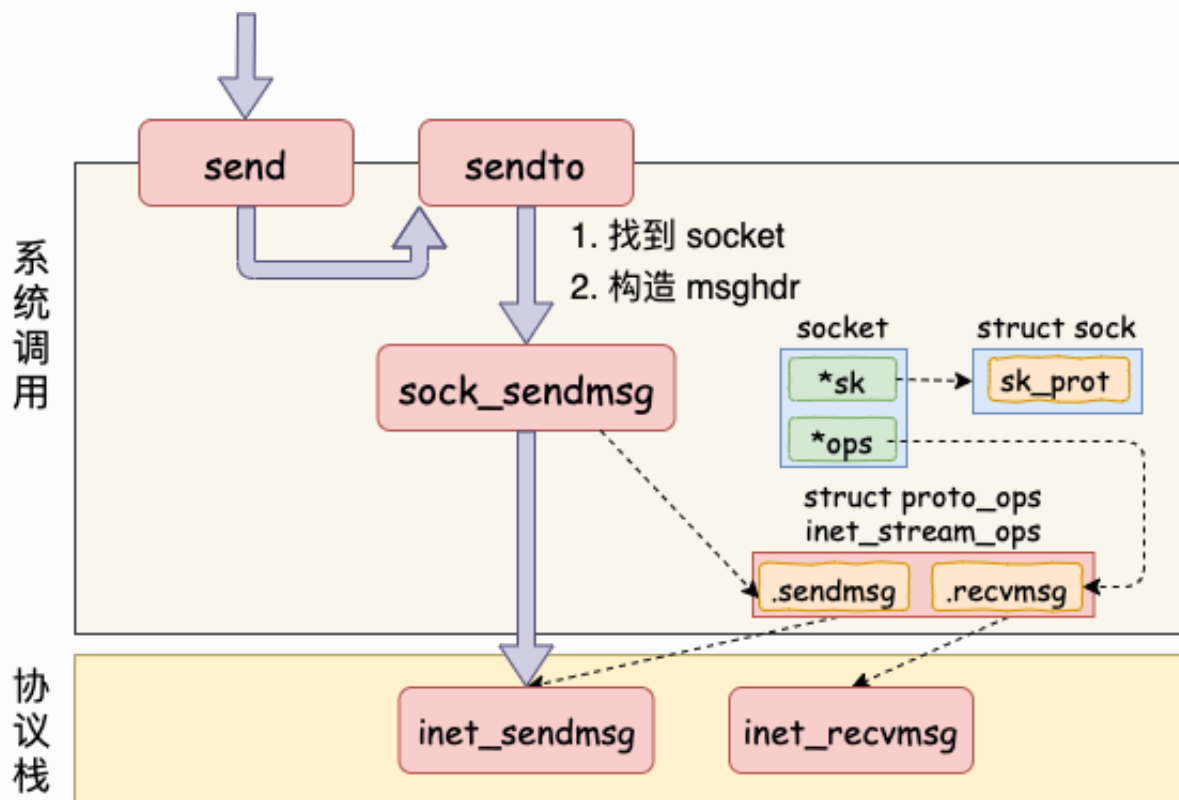 send
sendto
1. 找到 socket
2. 构造 msghdr
系统调用
socket
struct sock
*sk
sk_prot
sock_sendmsg
*ops
struct proto_ops
inet_stream_ops
.sendmsg
.recvmsg
协议栈
inet_sendmsg
inet_recvmsg